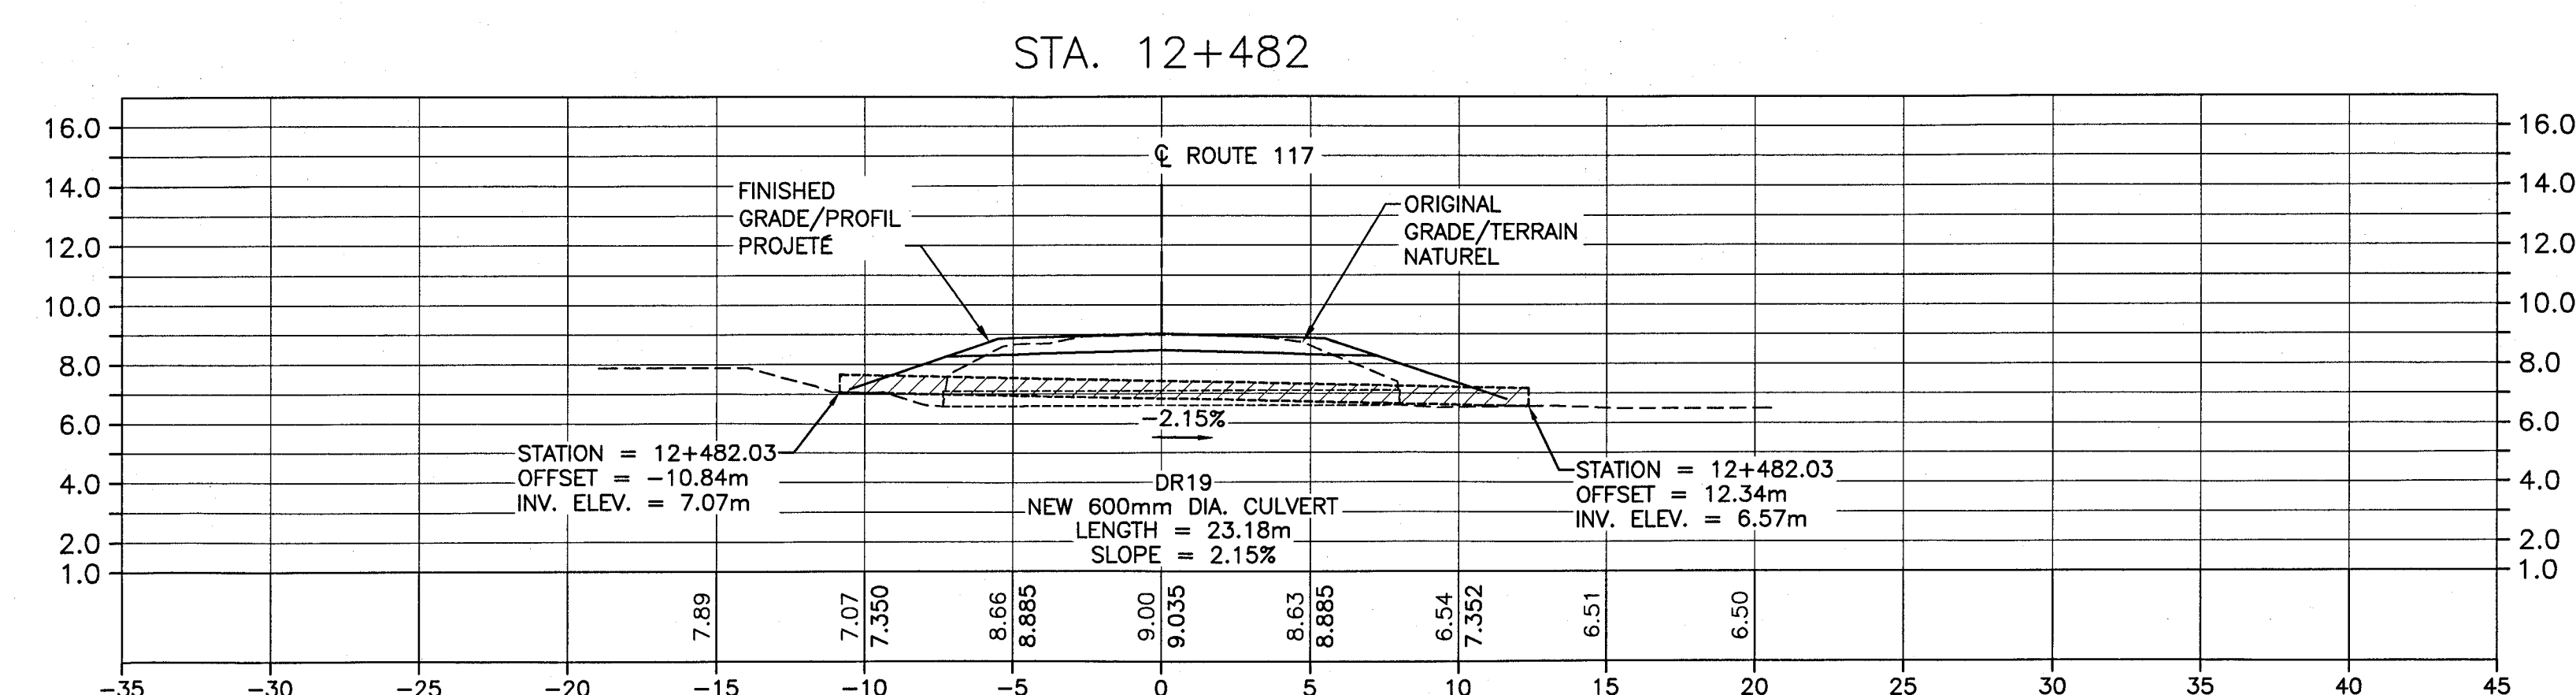 STA. 12+482
16.0
14.0
12.0
10.0
8.0
6.0
4.0
2.0
1.0
16.0
14.0
12.0
10.0
8.0
6.0
4.0
2.0
1.0
℄ ROUTE 117
FINISHED
GRADE/PROFIL
PROJETÉ
ORIGINAL
GRADE/TERRAIN
NATUREL
-2.15%
STATION = 12+482.03
OFFSET = -10.84m
INV. ELEV. = 7.07m
DR19
NEW 600mm DIA. CULVERT
LENGTH = 23.18m
SLOPE = 2.15%
STATION = 12+482.03
OFFSET = 12.34m
INV. ELEV. = 6.57m
7.89
7.07
7.350
8.66
8.885
9.00
9.035
8.63
8.885
6.54
7.352
6.51
6.50
-35 -30 -25 -20 -15 -10 -5 0 5 10 15 20 25 30 35 40 45